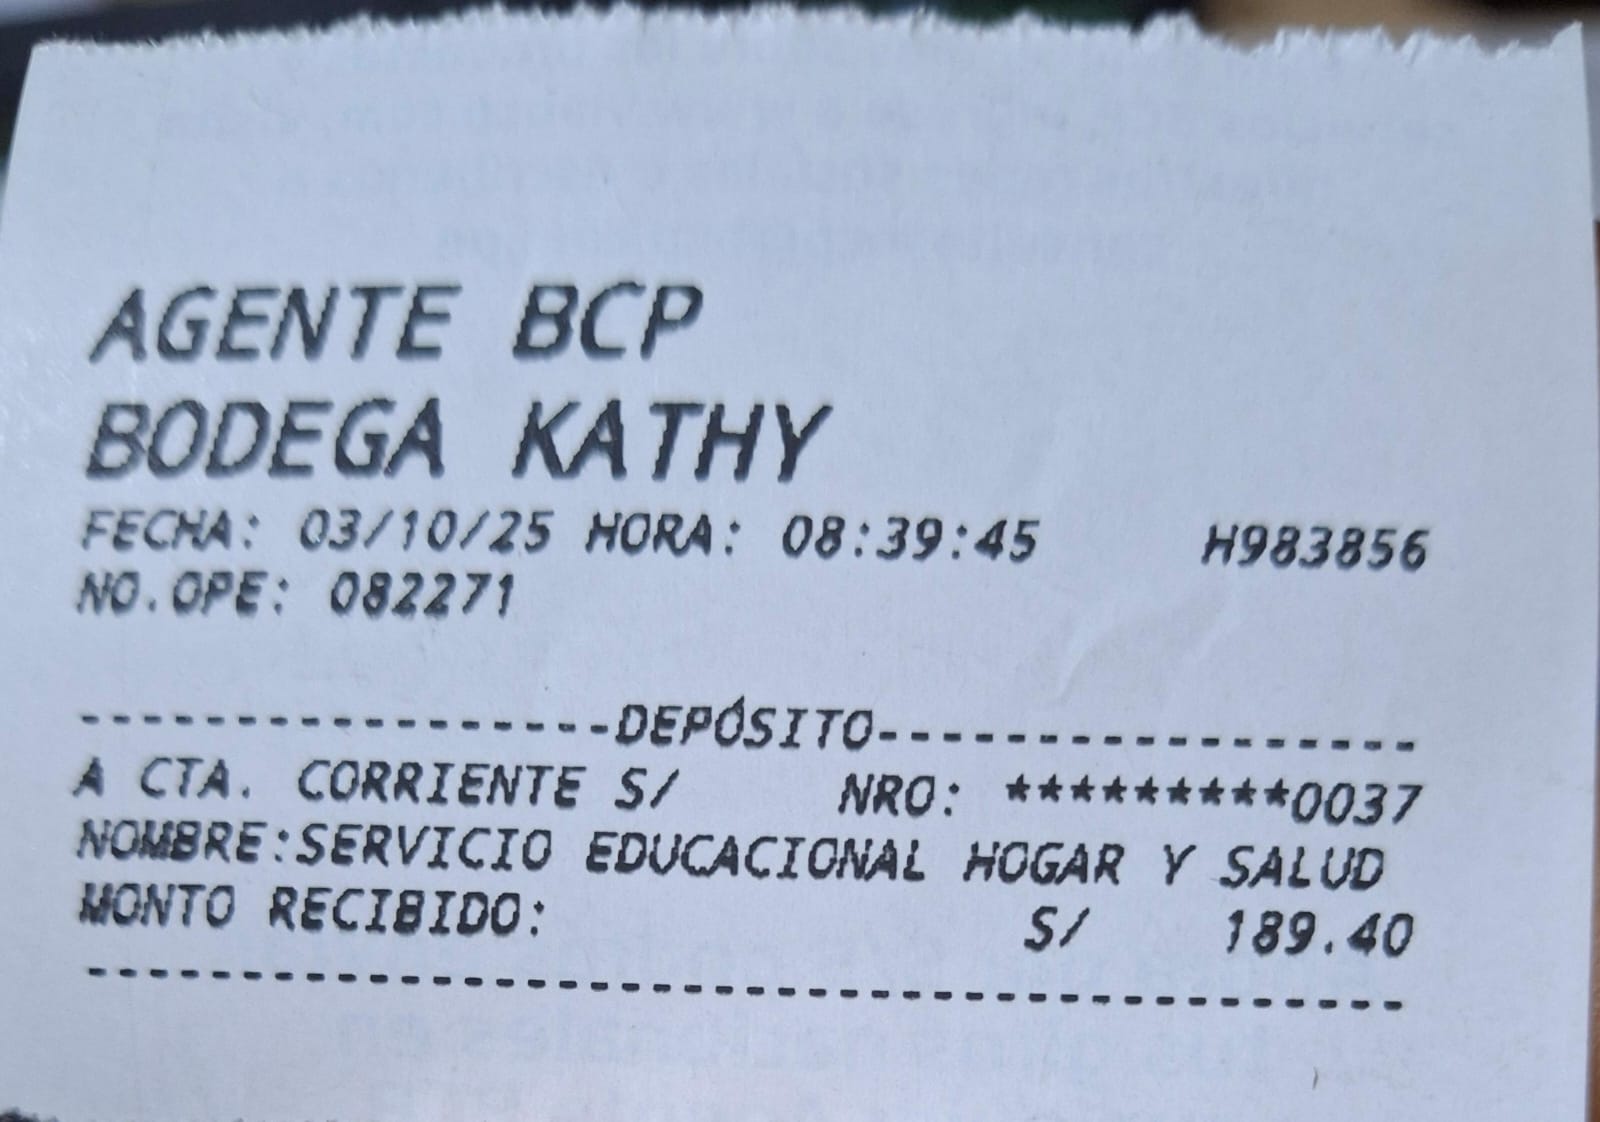 AGENTE BCP
BODEGA KATHY
FECHA: 03/10/25 HORA: 08:39:45 H983856
NO.OPE: 082271
------------------DEPÓSITO------------------
A CTA. CORRIENTE S/ NRO: *********0037
NOMBRE:SERVICIO EDUCACIONAL HOGAR Y SALUD
MONTO RECIBIDO: S/ 189.40
--------------------------------------------